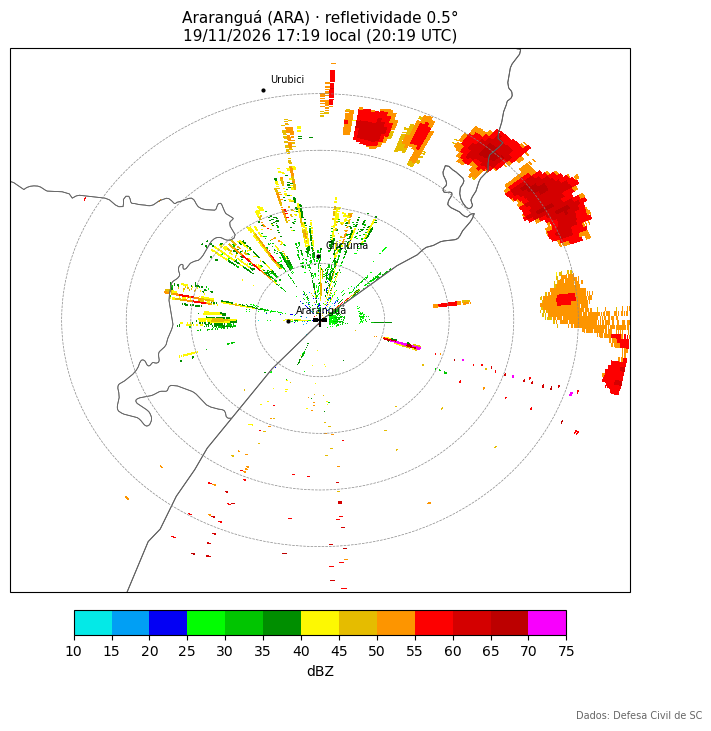 Araranguá (ARA) · refletividade 0.5°
19/11/2026 17:19 local (20:19 UTC)
Urubici
Criciúma
Araranguá
10 15 20 25 30 35 40 45 50 55 60 65 70 75
dBZ
Dados: Defesa Civil de SC